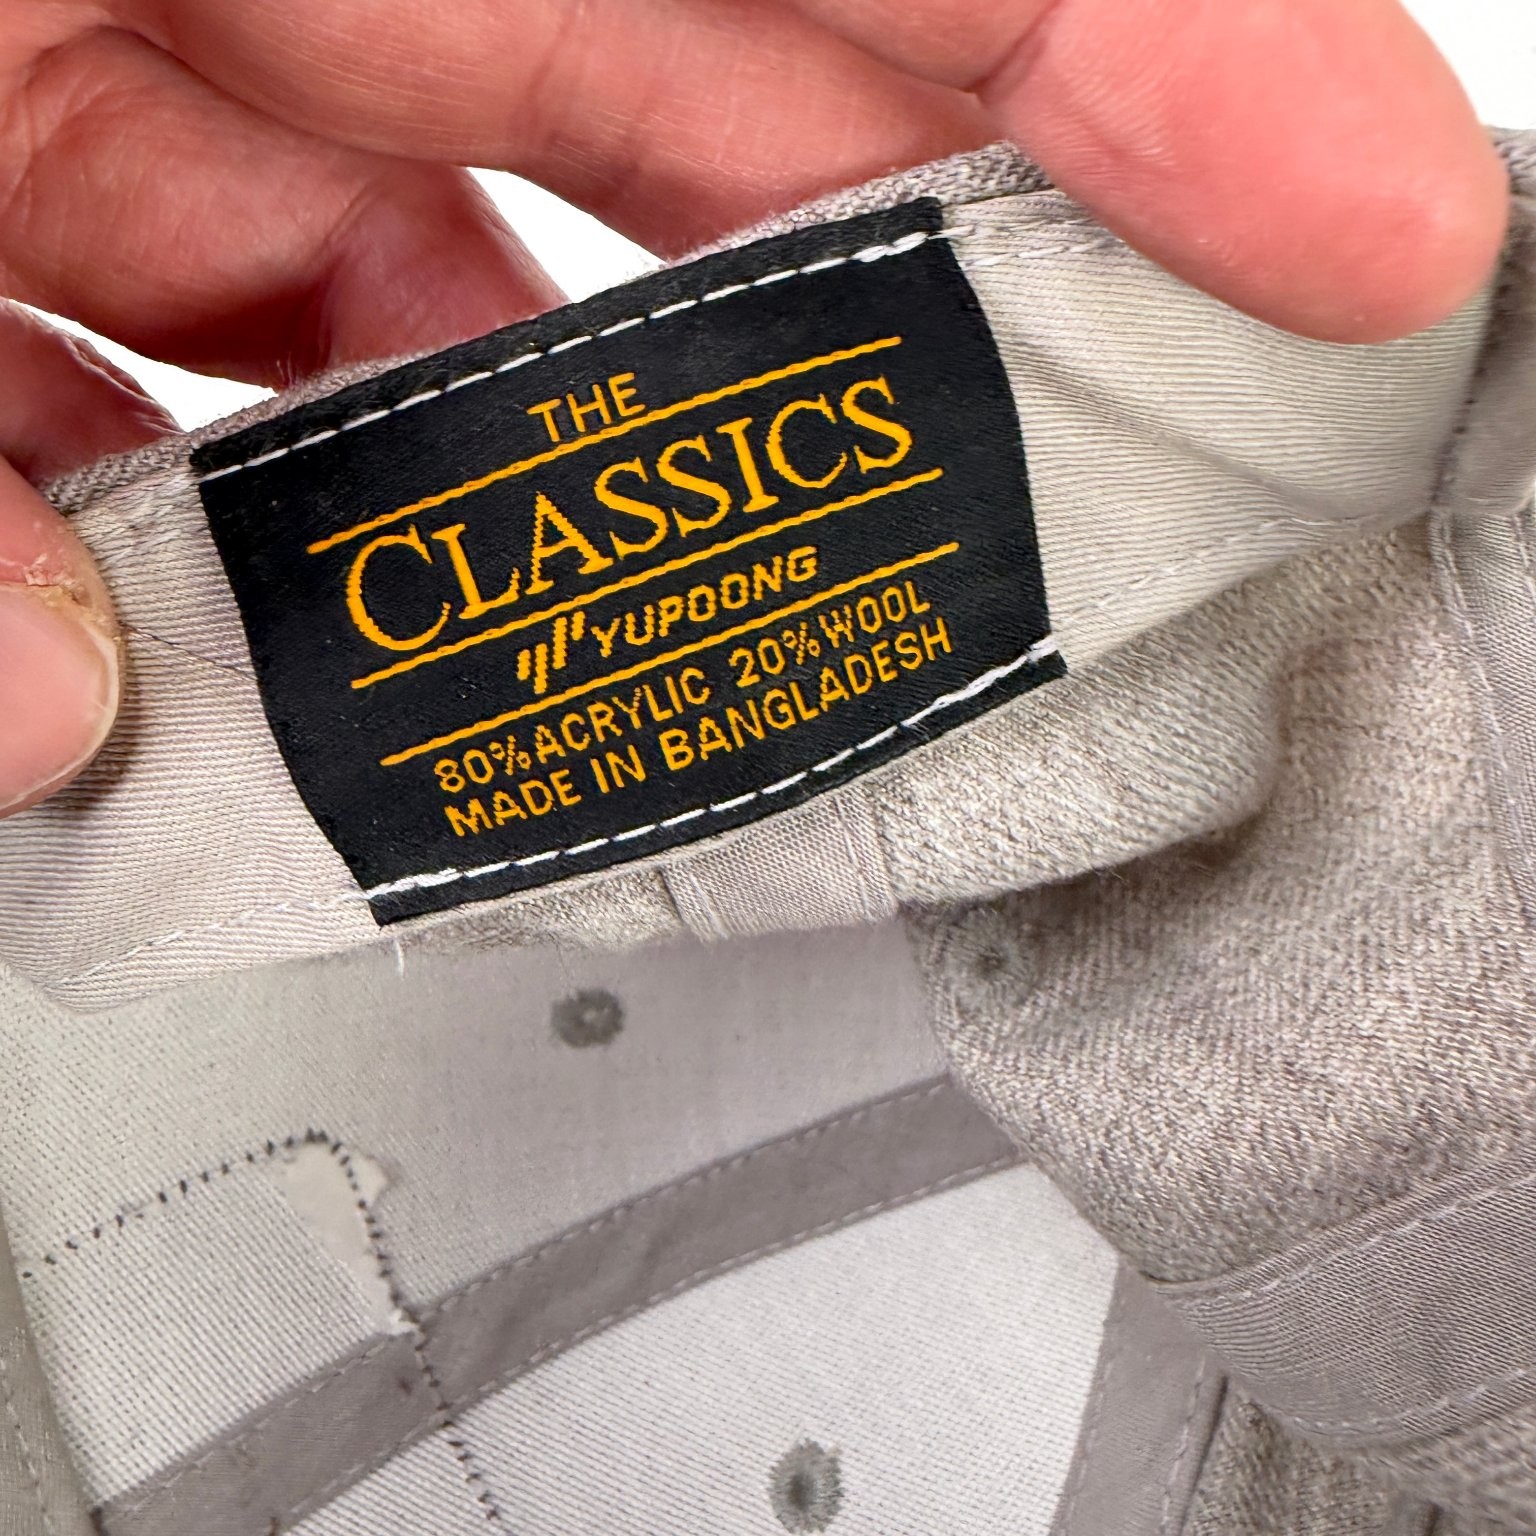 THE
CLASSICS
YUPOONG
80% ACRYLIC 20% WOOL
MADE IN BANGLADESH